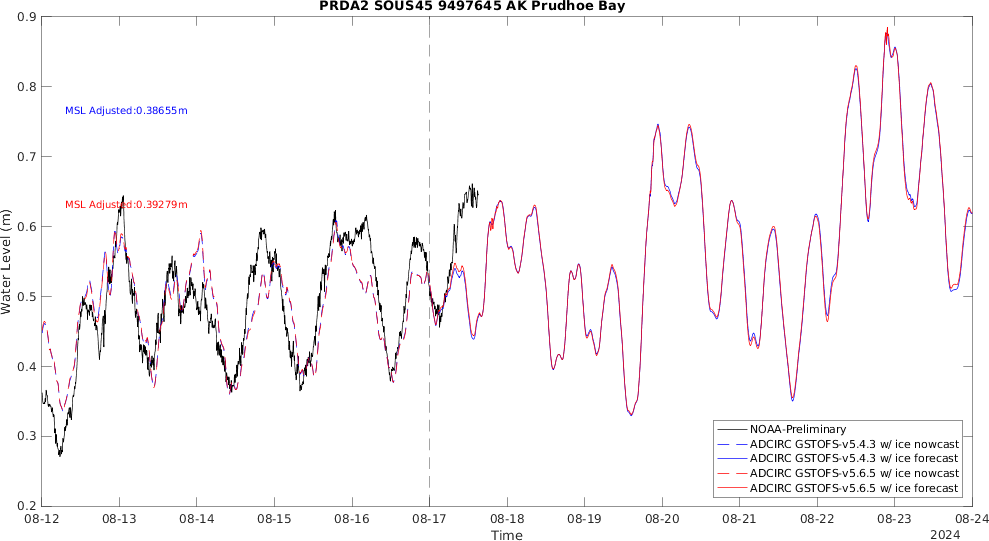 PRDA2 SOUS45 9497645 AK Prudhoe Bay
0.9
0.8
0.7
0.6
0.5
0.4
0.3
0.2
Water Level (m)
MSL Adjusted:0.38655m
MSL Adjusted:0.39279m
NOAA-Preliminary
ADCIRC GSTOFS-v5.4.3 w/ ice nowcast
ADCIRC GSTOFS-v5.4.3 w/ ice forecast
ADCIRC GSTOFS-v5.6.5 w/ ice nowcast
ADCIRC GSTOFS-v5.6.5 w/ ice forecast
08-12 08-13 08-14 08-15 08-16 08-17 08-18 08-19 08-20 08-21 08-22 08-23 08-24
Time
2024